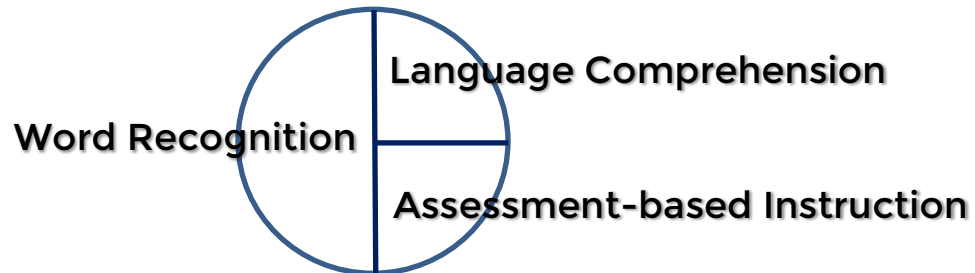 Language Comprehension
Word Recognition
Assessment-based Instruction